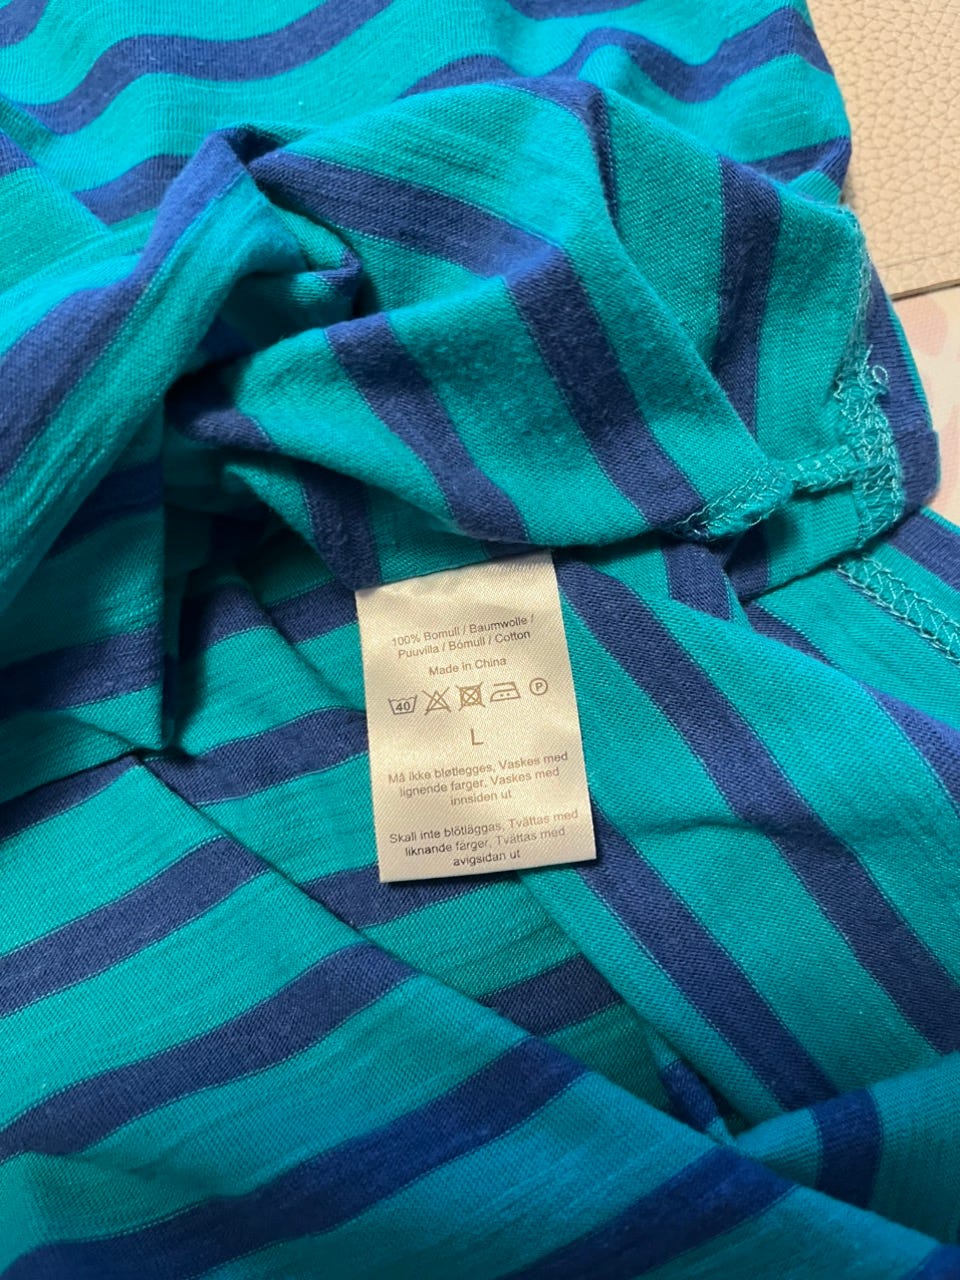 100% Bomull / Baumwolle /
Puuvilla / Bómull / Cotton
Made in China
40 P
L
Må ikke bløtlegges, Vaskes med
lignende farger, Vaskes med
innsiden ut
Skall inte blötläggas, Tvättas med
liknande färger, Tvättas med
avigsidan ut